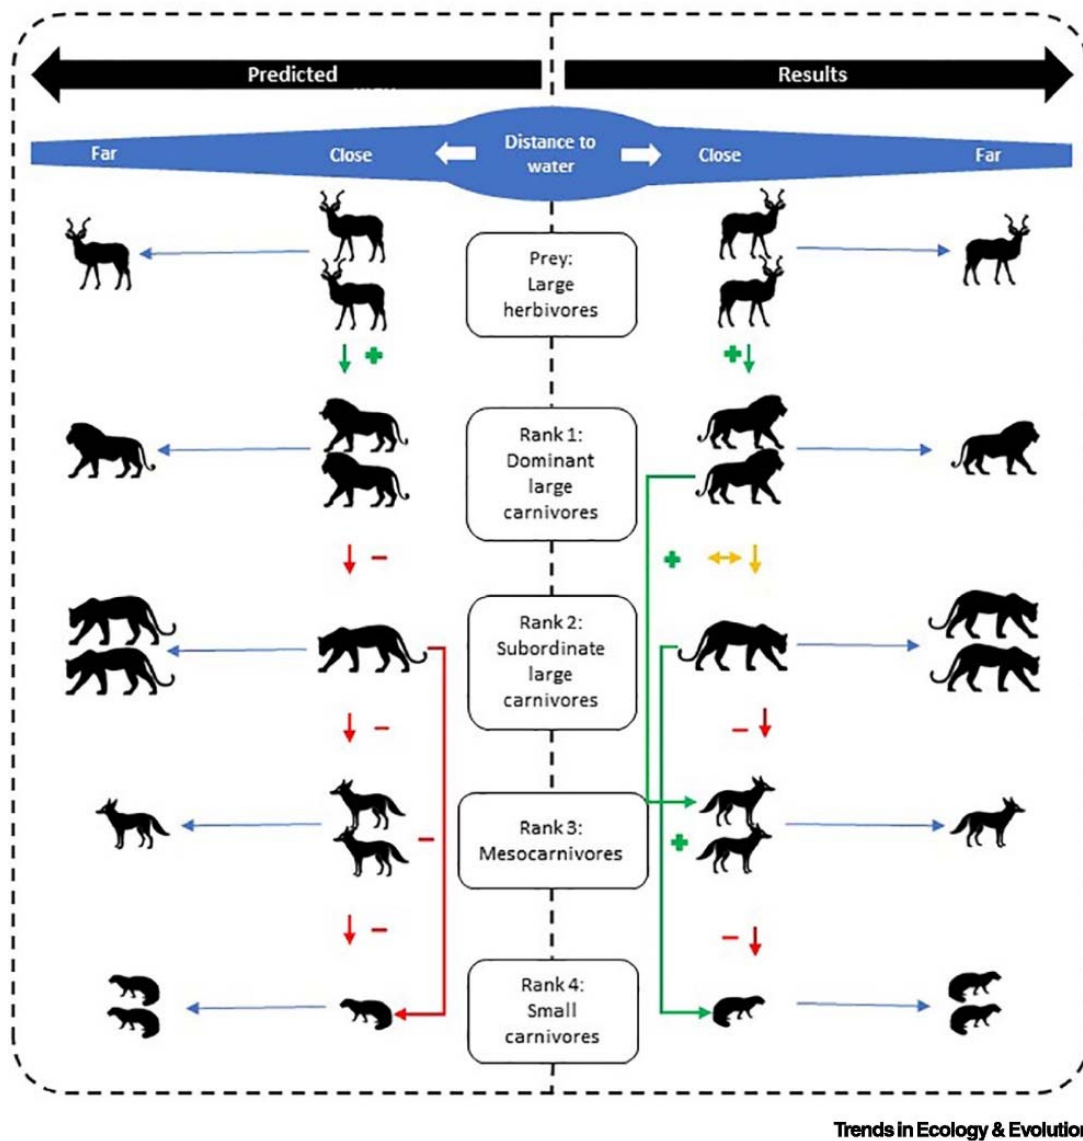 Predicted
Results
Far
Close
Distance to
water
Close
Far
Prey:
Large
herbivores
+
+
Rank 1:
Dominant
large
carnivores
−
+
Rank 2:
Subordinate
large
carnivores
−
−
Rank 3:
Mesocarnivores
−
+
−
−
Rank 4:
Small
carnivores
Trends in Ecology & Evolution